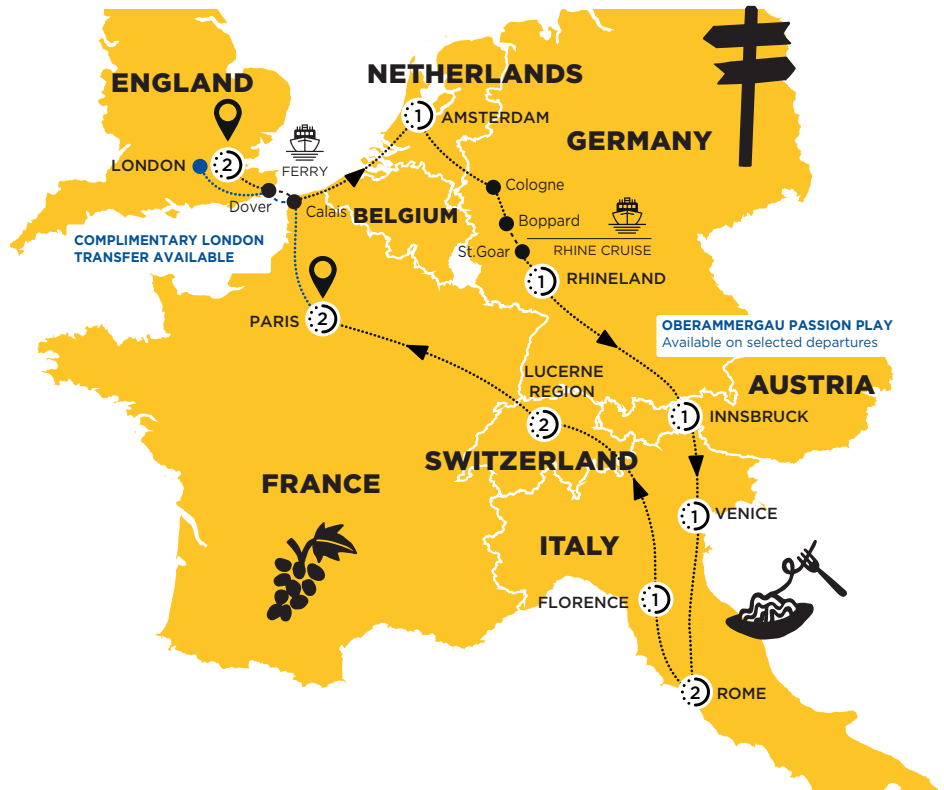 ENGLAND
NETHERLANDS
1
AMSTERDAM
GERMANY
LONDON
2
FERRY
Dover
Calais
BELGIUM
Cologne
Boppard
St.Goar
RHINE CRUISE
COMPLIMENTARY LONDON
TRANSFER AVAILABLE
1
RHINELAND
PARIS
2
OBERAMMERGAU PASSION PLAY
Available on selected departures
LUCERNE
REGION
2
AUSTRIA
1
INNSBRUCK
SWITZERLAND
FRANCE
1
VENICE
ITALY
FLORENCE
1
2
ROME